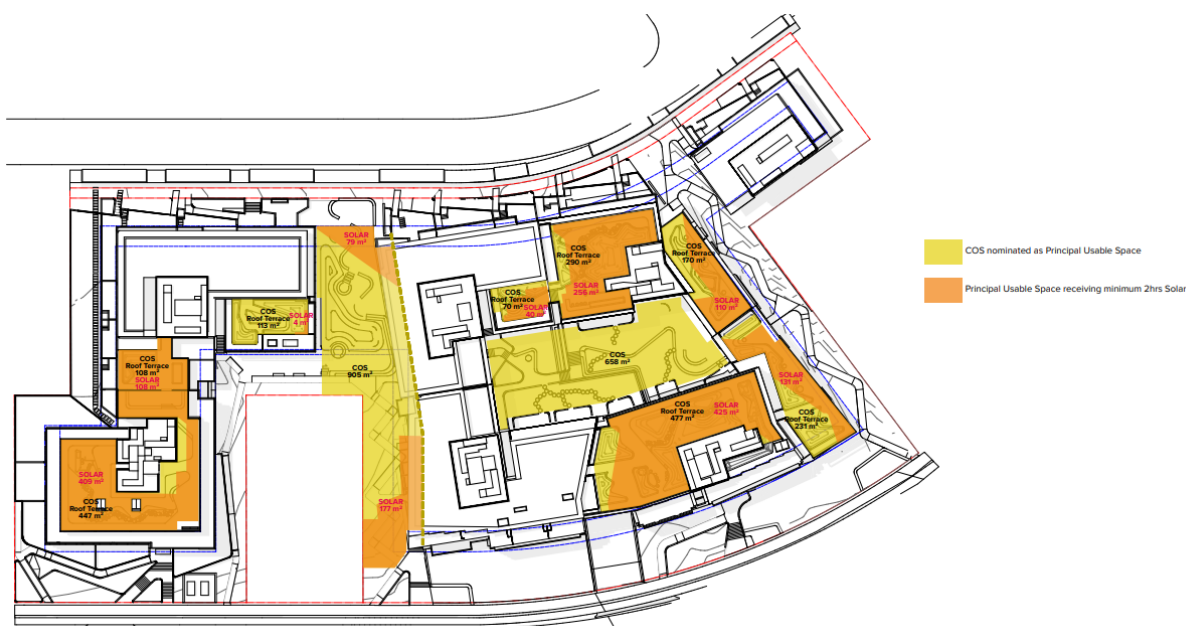 SOLAR
79 m²
COS
Roof Terrace
290 m²
SOLAR
256 m²
COS
Roof Terrace
170 m²
SOLAR
110 m²
COS
Roof Terrace
70 m²
SOLAR
40 m²
COS
Roof Terrace
113 m²
SOLAR
4 m²
COS
Roof Terrace
108 m²
SOLAR
108 m²
COS
905 m²
COS
658 m²
SOLAR
131 m²
COS
Roof Terrace
477 m²
SOLAR
425 m²
COS
Roof Terrace
231 m²
SOLAR
409 m²
COS
Roof Terrace
447 m²
SOLAR
177 m²
COS nominated as Principal Usable Space
Principal Usable Space receiving minimum 2hrs Solar